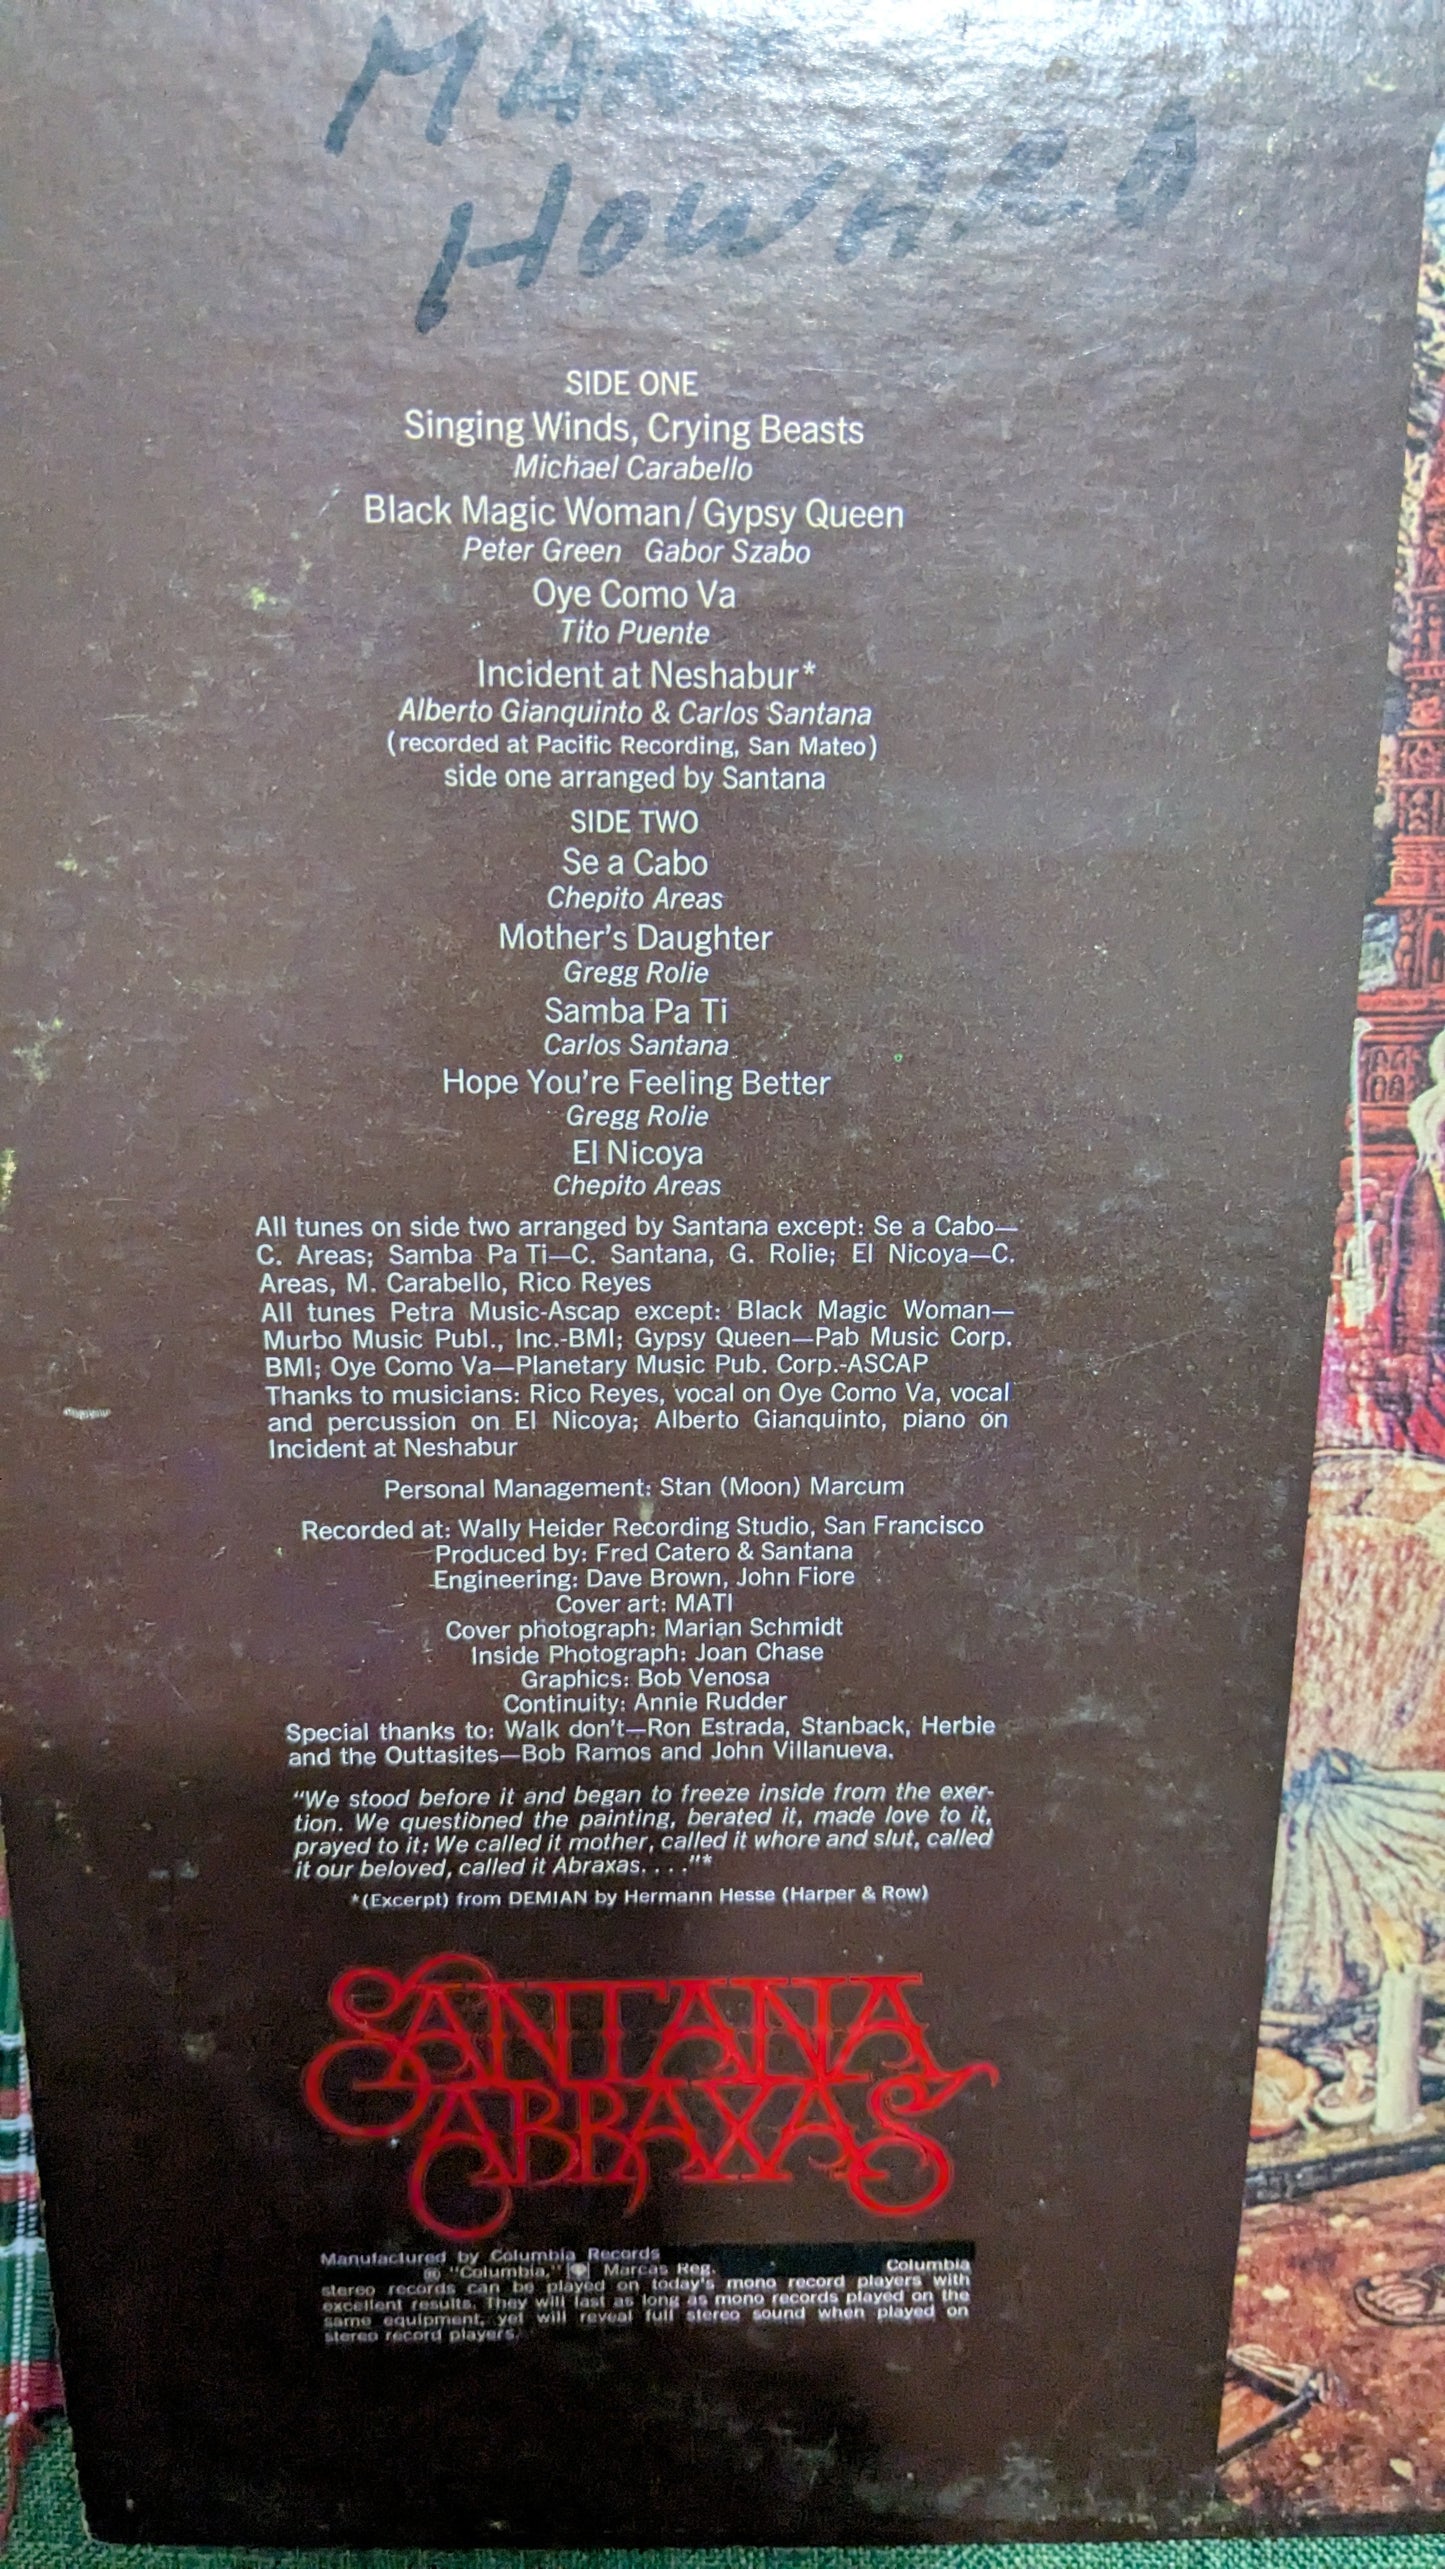 HOWARD
SIDE ONE
Singing Winds, Crying Beasts
Michael Carabello
Black Magic Woman/Gypsy Queen
Peter Green Gabor Szabo
Oye Como Va
Tito Puente
Incident at Neshabur*
Alberto Gianquinto & Carlos Santana
(recorded at Pacific Recording, San Mateo)
side one arranged by Santana
SIDE TWO
Se a Cabo
Chepito Areas
Mother's Daughter
Gregg Rolie
Samba Pa Ti
Carlos Santana
Hope You're Feeling Better
Gregg Rolie
El Nicoya
Chepito Areas
All tunes on side two arranged by Santana except: Se a Cabo—
C. Areas; Samba Pa Ti—C. Santana, G. Rolie; El Nicoya—C.
Areas, M. Carabello, Rico Reyes
All tunes Petra Music-Ascap except: Black Magic Woman—
Murbo Music Publ., Inc.-BMI; Gypsy Queen—Pab Music Corp.
BMI; Oye Como Va—Planetary Music Pub. Corp.-ASCAP
Thanks to musicians: Rico Reyes, vocal on Oye Como Va, vocal
and percussion on El Nicoya; Alberto Gianquinto, piano on
Incident at Neshabur
Personal Management: Stan (Moon) Marcum
Recorded at: Wally Heider Recording Studio, San Francisco
Produced by: Fred Catero & Santana
Engineering: Dave Brown, John Fiore
Cover art: MATI
Cover photograph: Marian Schmidt
Inside Photograph: Joan Chase
Graphics: Bob Venosa
Continuity: Annie Rudder
Special thanks to: Walk don't—Ron Estrada, Stanback, Herbie
and the Outtasites—Bob Ramos and John Villanueva.
"We stood before it and began to freeze inside from the exer-
tion. We questioned the painting, berated it, made love to it,
prayed to it: We called it mother, called it whore and slut, called
it our beloved, called it Abraxas. . . ."*
*(Excerpt) from DEMIAN by Hermann Hesse (Harper & Row)
SANTANA
ABRAXAS
Manufactured by Columbia Records
® "Columbia," Marcas Reg. Columbia
stereo records can be played on today's mono record players with
excellent results. They will last as long as mono records played on the
same equipment, yet will reveal full stereo sound when played on
stereo record players.